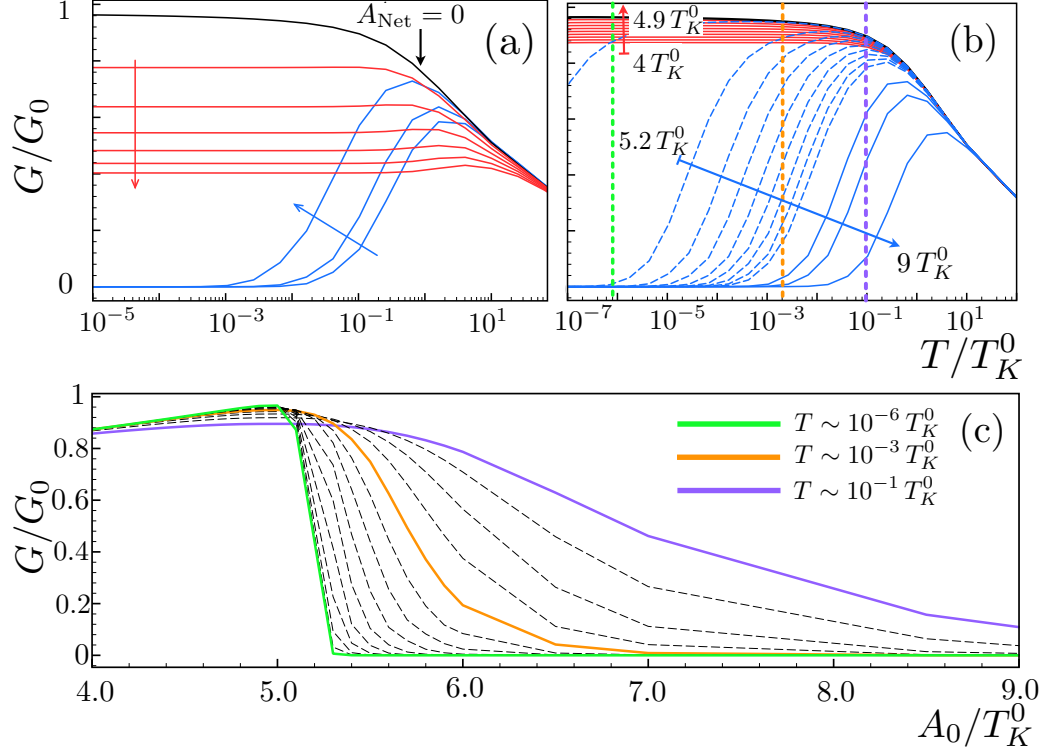 1
A_Net = 0
(a)
4.9 T_K^0
(b)
4 T_K^0
5.2 T_K^0
9 T_K^0
G/G_0
0
10^-5
10^-3
10^-1
10^1
10^-7
10^-5
10^-3
10^-1
10^1
T/T_K^0
1
0.8
0.6
0.4
0.2
0
G/G_0
T ∼ 10^-6 T_K^0
T ∼ 10^-3 T_K^0
T ∼ 10^-1 T_K^0
(c)
4.0
5.0
6.0
7.0
8.0
9.0
A_0/T_K^0